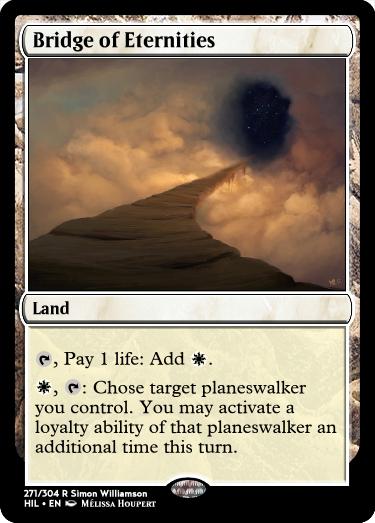 Bridge of Eternities
Land
, Pay 1 life: Add .
, : Chose target planeswalker
you control. You may activate a
loyalty ability of that planeswalker an
additional time this turn.
271/304 R Simon Williamson
HIL • EN Mélissa Houpert